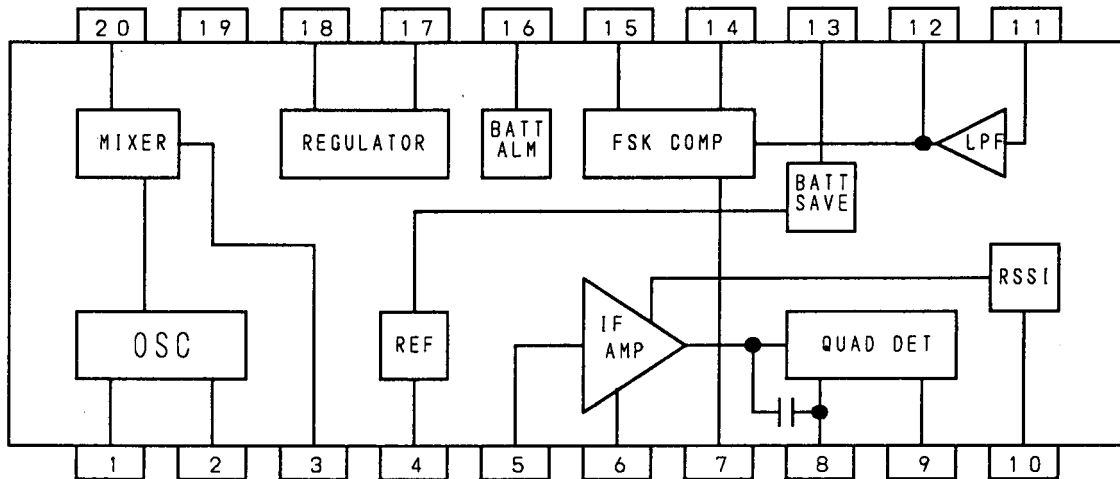 20 19 18 17 16 15 14 13 12 11
MIXER
REGULATOR
BATT
ALM
FSK COMP
LPF
BATT
SAVE
RSSI
OSC
REF
IF
AMP
QUAD DET
1 2 3 4 5 6 7 8 9 10